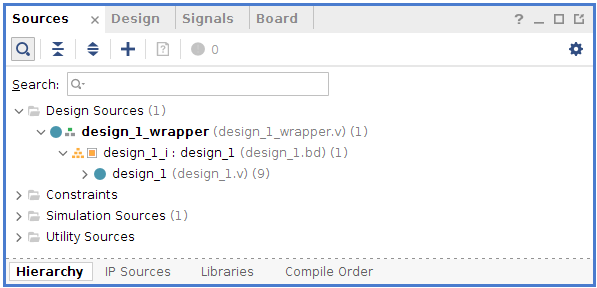 Sources × Design Signals Board ?
0
Search:
Design Sources (1)
design_1_wrapper (design_1_wrapper.v) (1)
design_1_i : design_1 (design_1.bd) (1)
design_1 (design_1.v) (9)
Constraints
Simulation Sources (1)
Utility Sources
Hierarchy IP Sources Libraries Compile Order